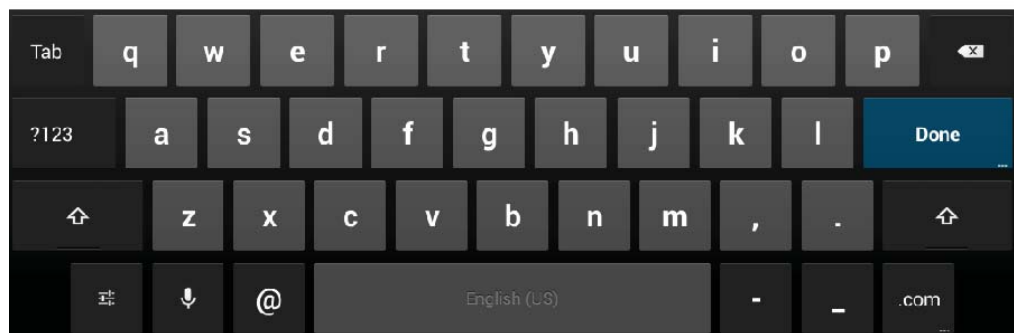 Tab q w e r t y u i o p
?123 a s d f g h j k l Done
z x c v b n m , .
@ English (US) - _ .com